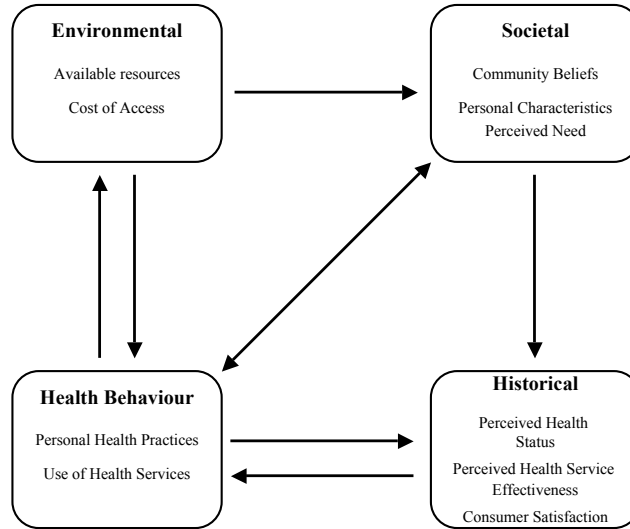 Environmental
Available resources
Cost of Access
Societal
Community Beliefs
Personal Characteristics
Perceived Need
Health Behaviour
Personal Health Practices
Use of Health Services
Historical
Perceived Health
Status
Perceived Health Service
Effectiveness
Consumer Satisfaction